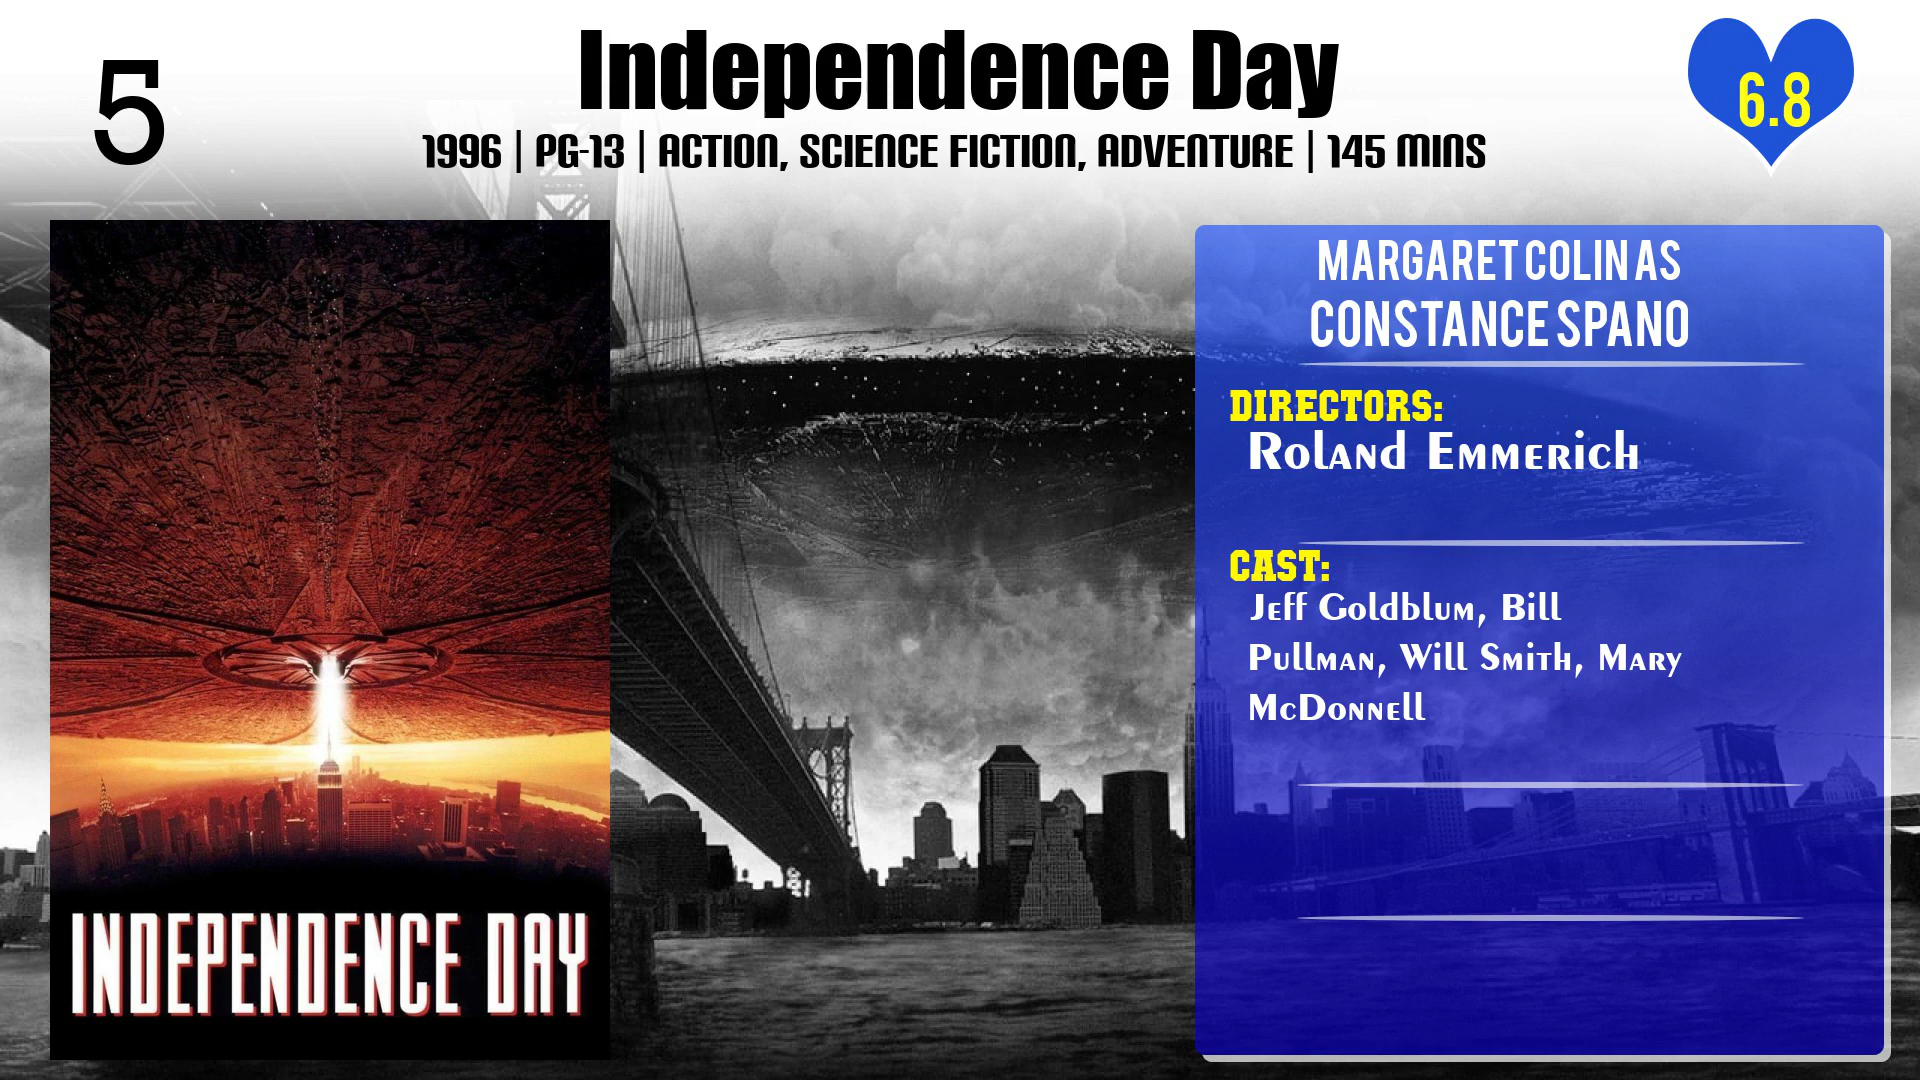 5
Independence Day
6.8
1996 | PG-13 | ACTION, SCIENCE FICTION, ADVENTURE | 145 MINS
INDEPENDENCE DAY
MARGARET COLIN AS
CONSTANCE SPANO
DIRECTORS:
Roland Emmerich
CAST:
Jeff Goldblum, Bill
Pullman, Will Smith, Mary
McDonnell